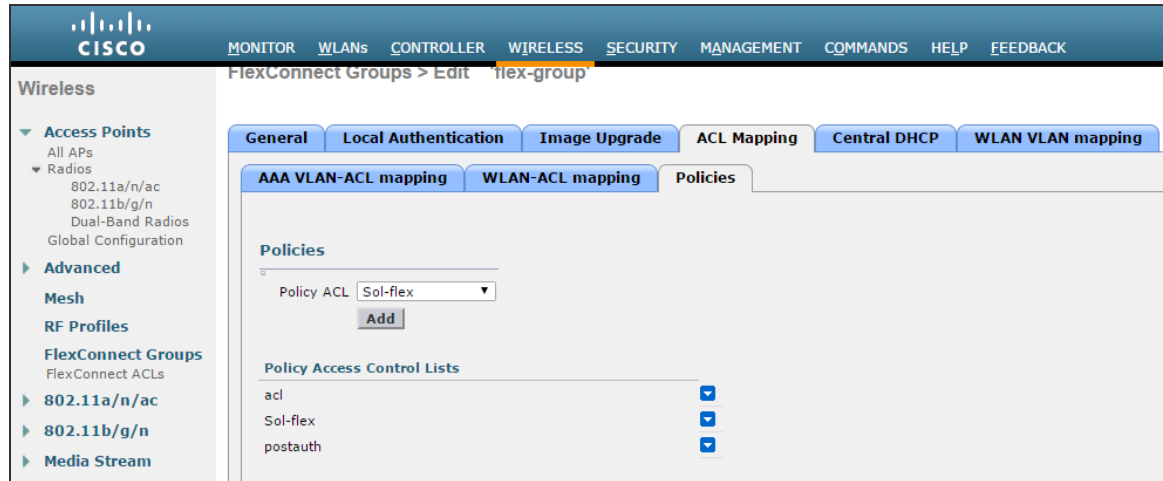 CISCO
MONITOR WLANs CONTROLLER WIRELESS SECURITY MANAGEMENT COMMANDS HELP FEEDBACK
Wireless
FlexConnect Groups > Edit 'flex-group'
Access Points
All APs
Radios
802.11a/n/ac
802.11b/g/n
Dual-Band Radios
Global Configuration
Advanced
Mesh
RF Profiles
FlexConnect Groups
FlexConnect ACLs
802.11a/n/ac
802.11b/g/n
Media Stream
General Local Authentication Image Upgrade ACL Mapping Central DHCP WLAN VLAN mapping
AAA VLAN-ACL mapping WLAN-ACL mapping Policies
Policies
Policy ACL Sol-flex
Add
Policy Access Control Lists
acl
Sol-flex
postauth